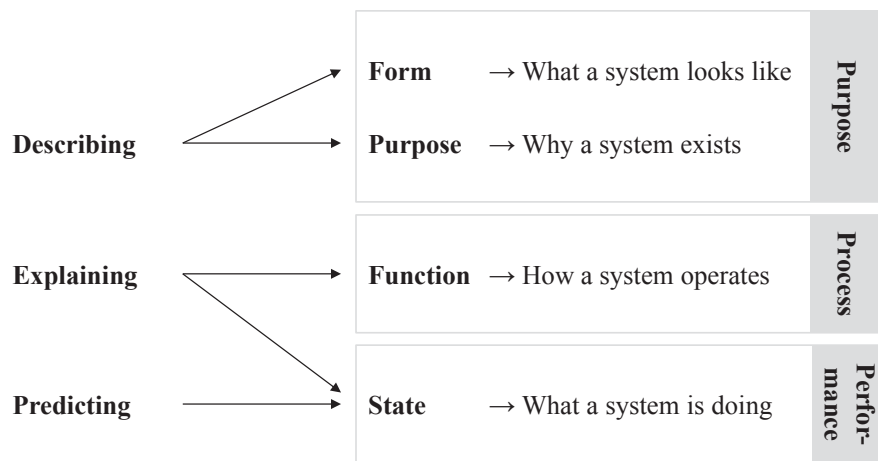 Form → What a system looks like
Describing
Purpose → Why a system exists
Purpose
Explaining
Function → How a system operates
Process
Predicting
State → What a system is doing
Perfor-
mance